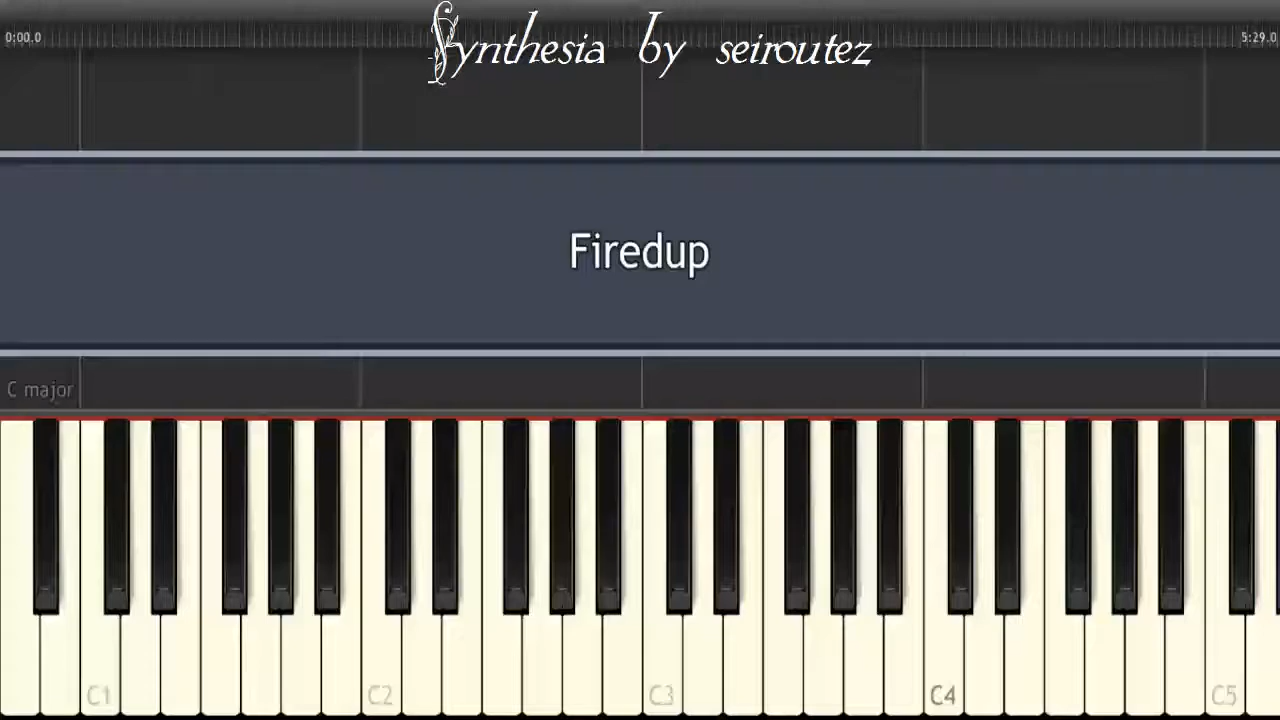 Synthesia by seiroutez
0:00.0 5:29.0
Firedup
C major
C1 C2 C3 C4 C5